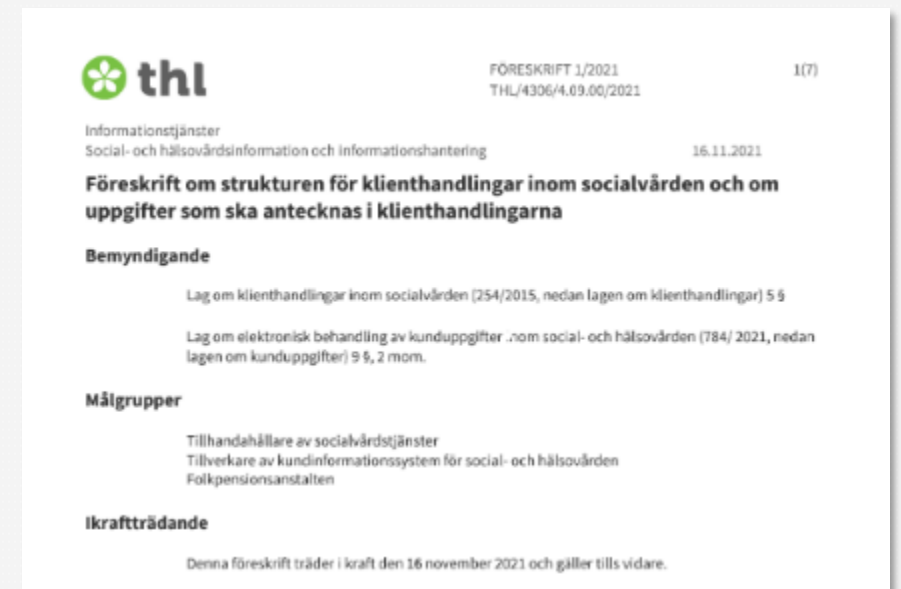 thl
FÖRESKRIFT 1/2021
1(7)
THL/4306/4.09.00/2021
Informationstjänster
Social- och hälsovårdsinformation och informationshantering
16.11.2021
Föreskrift om strukturen för klienthandlingar inom socialvården och om
uppgifter som ska antecknas i klienthandlingarna
Bemyndigande
Lag om klienthandlingar inom socialvården (254/2015, nedan lagen om klienthandlingar) 5 §
Lag om elektronisk behandling av kunduppgifter .nom social- och hälsovården (784/ 2021, nedan
lagen om kunduppgifter) 9 §, 2 mom.
Målgrupper
Tillhandahållare av socialvårdstjänster
Tillverkare av kundinformationssystem för social- och hälsovården
Folkpensionsanstalten
Ikraftträdande
Denna föreskrift träder i kraft den 16 november 2021 och gäller tills vidare.